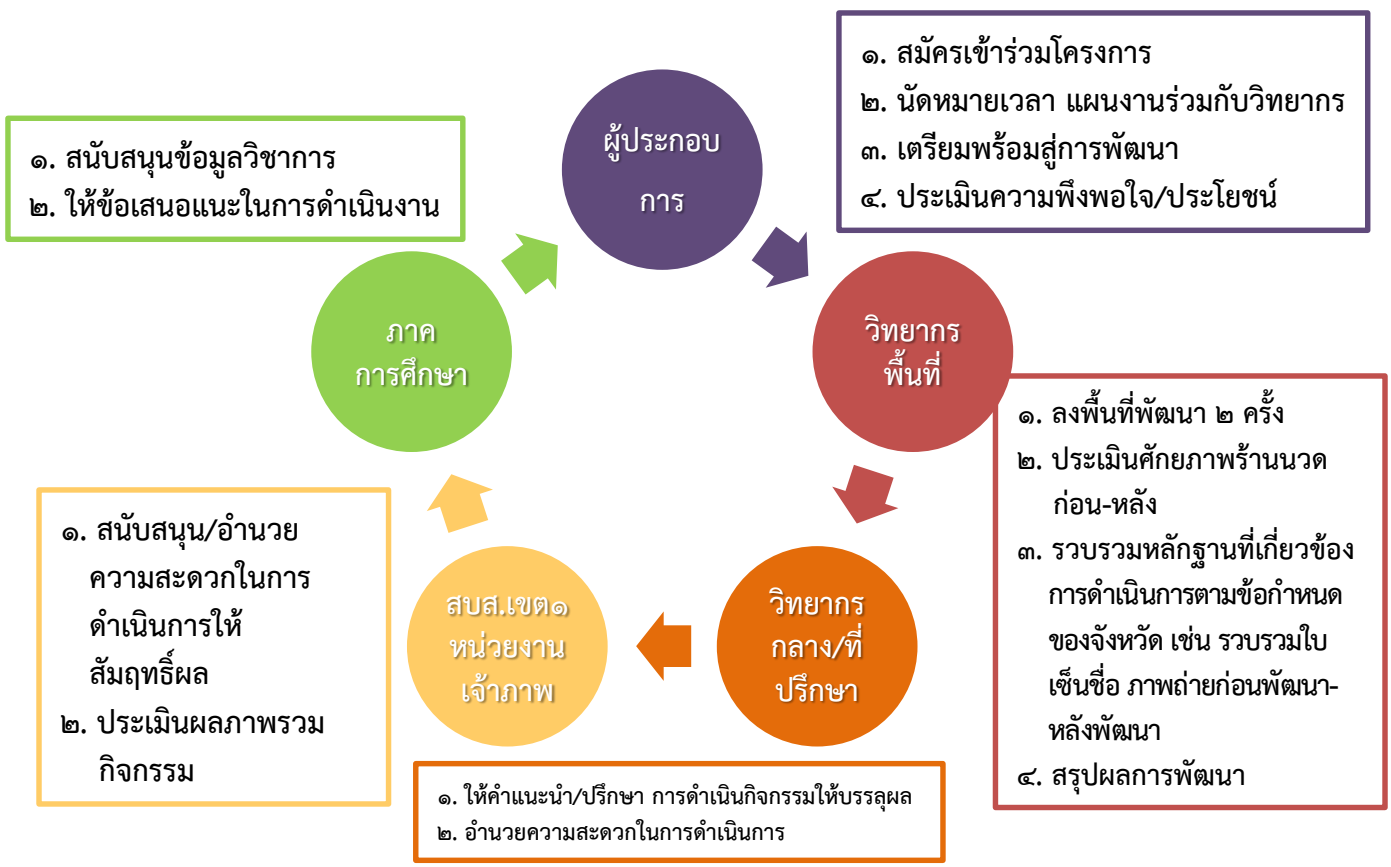 ผู้ประกอบ
การ
๑. สมัครเข้าร่วมโครงการ
๒. นัดหมายเวลา แผนงานร่วมกับวิทยากร
๓. เตรียมพร้อมสู่การพัฒนา
๔. ประเมินความพึงพอใจ/ประโยชน์
วิทยากร
พื้นที่
๑. ลงพื้นที่พัฒนา ๒ ครั้ง
๒. ประเมินศักยภาพร้านนวด
ก่อน-หลัง
๓. รวบรวมหลักฐานที่เกี่ยวข้อง
การดำเนินการตามข้อกำหนด
ของจังหวัด เช่น รวบรวมใบ
เซ็นชื่อ ภาพถ่ายก่อนพัฒนา-
หลังพัฒนา
๔. สรุปผลการพัฒนา
วิทยากร
กลาง/ที่
ปรึกษา
๑. ให้คำแนะนำ/ปรึกษา การดำเนินกิจกรรมให้บรรลุผล
๒. อำนวยความสะดวกในการดำเนินการ
สบส.เขต๑
หน่วยงาน
เจ้าภาพ
๑. สนับสนุน/อำนวย
ความสะดวกในการ
ดำเนินการให้
สัมฤทธิ์ผล
๒. ประเมินผลภาพรวม
กิจกรรม
ภาค
การศึกษา
๑. สนับสนุนข้อมูลวิชาการ
๒. ให้ข้อเสนอแนะในการดำเนินงาน